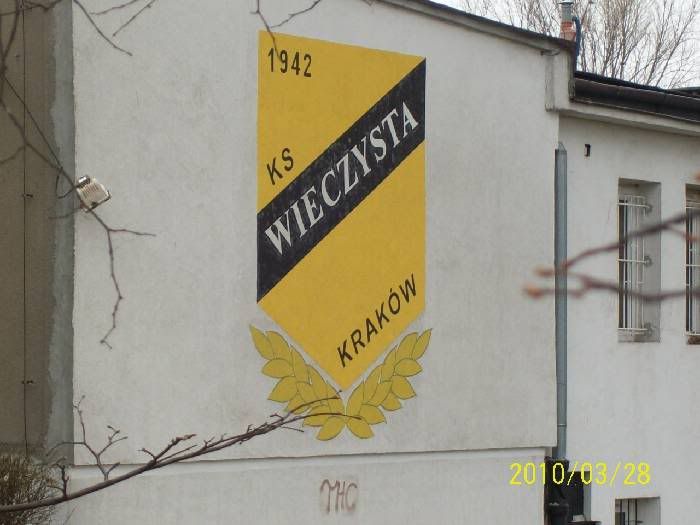 1942
KS
WIECZYSTA
KRAKÓW
2010/03/28